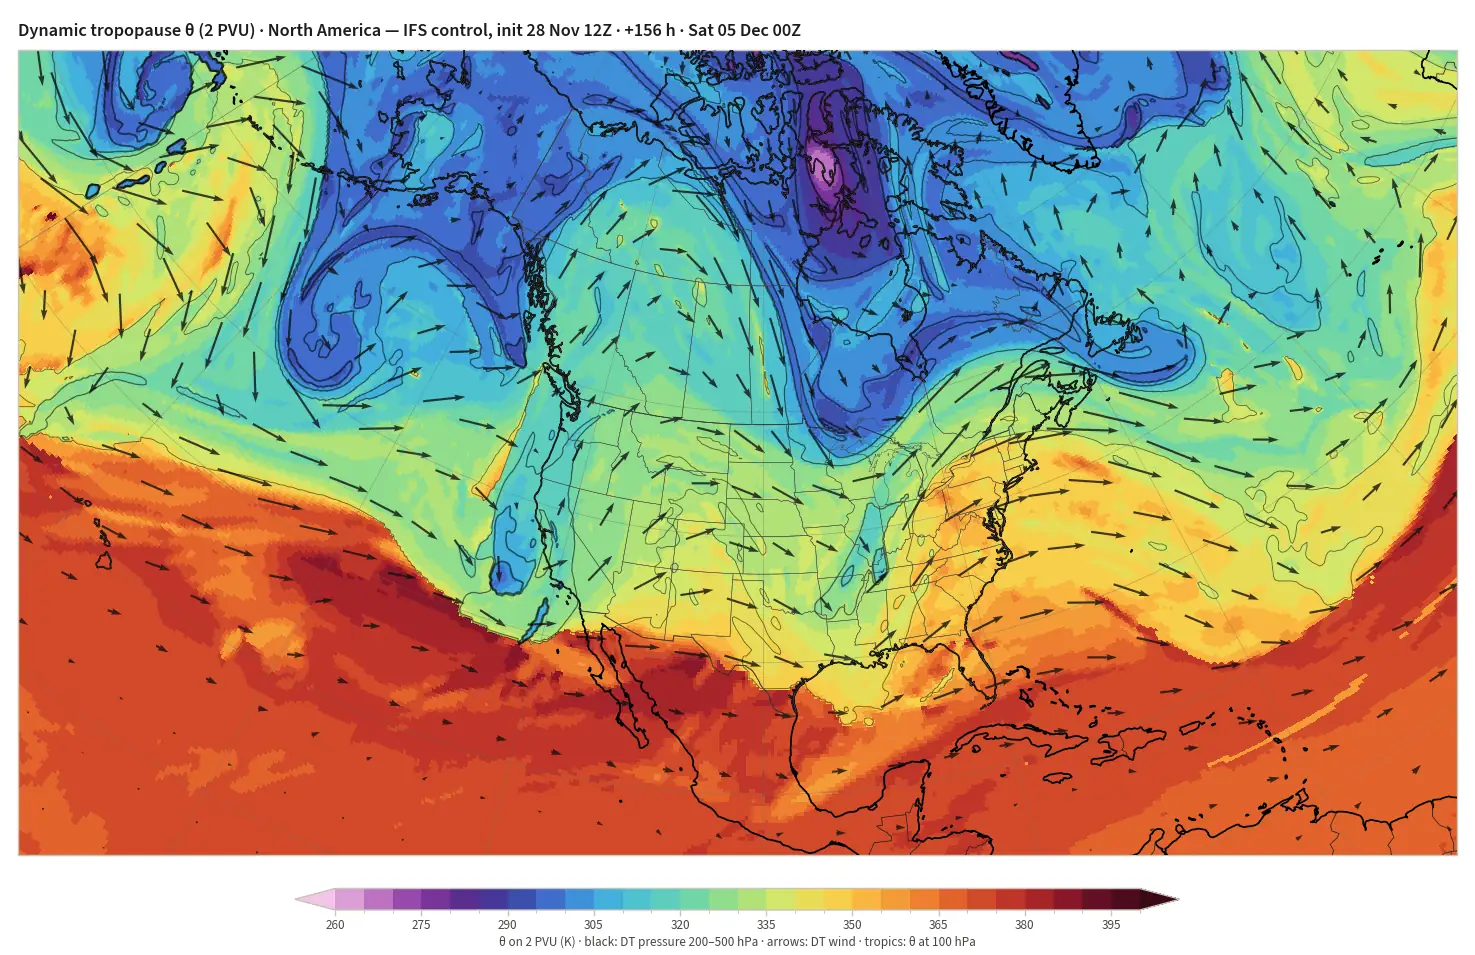 Dynamic tropopause θ (2 PVU) · North America — IFS control, init 28 Nov 12Z · +156 h · Sat 05 Dec 00Z
260 275 290 305 320 335 350 365 380 395
θ on 2 PVU (K) · black: DT pressure 200–500 hPa · arrows: DT wind · tropics: θ at 100 hPa